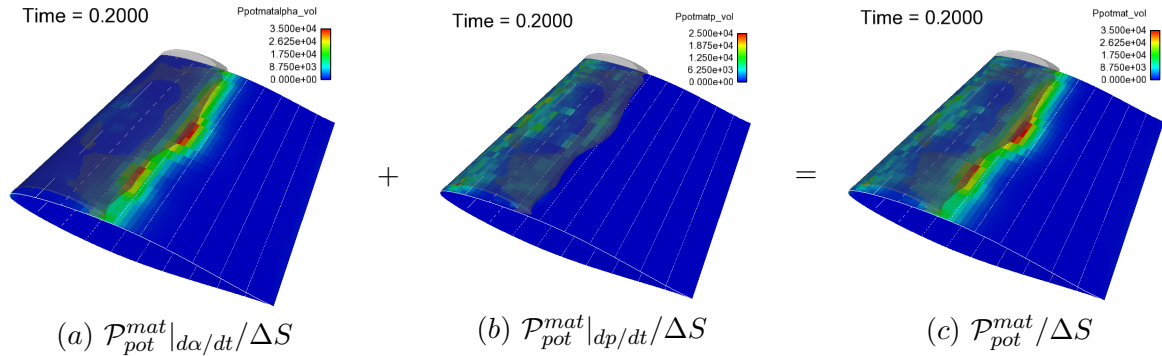 Time = 0.2000
Ppotmatalpha_vol
3.500e+04
2.625e+04
1.750e+04
8.750e+03
0.000e+00
Time = 0.2000
Ppotmatp_vol
2.500e+04
1.875e+04
1.250e+04
6.250e+03
0.000e+00
Time = 0.2000
Ppotmat_vol
3.500e+04
2.625e+04
1.750e+04
8.750e+03
0.000e+00
+
=
(a) 𝒫_{pot}^{mat}|_{dα/dt}/ΔS
(b) 𝒫_{pot}^{mat}|_{dp/dt}/ΔS
(c) 𝒫_{pot}^{mat}/ΔS